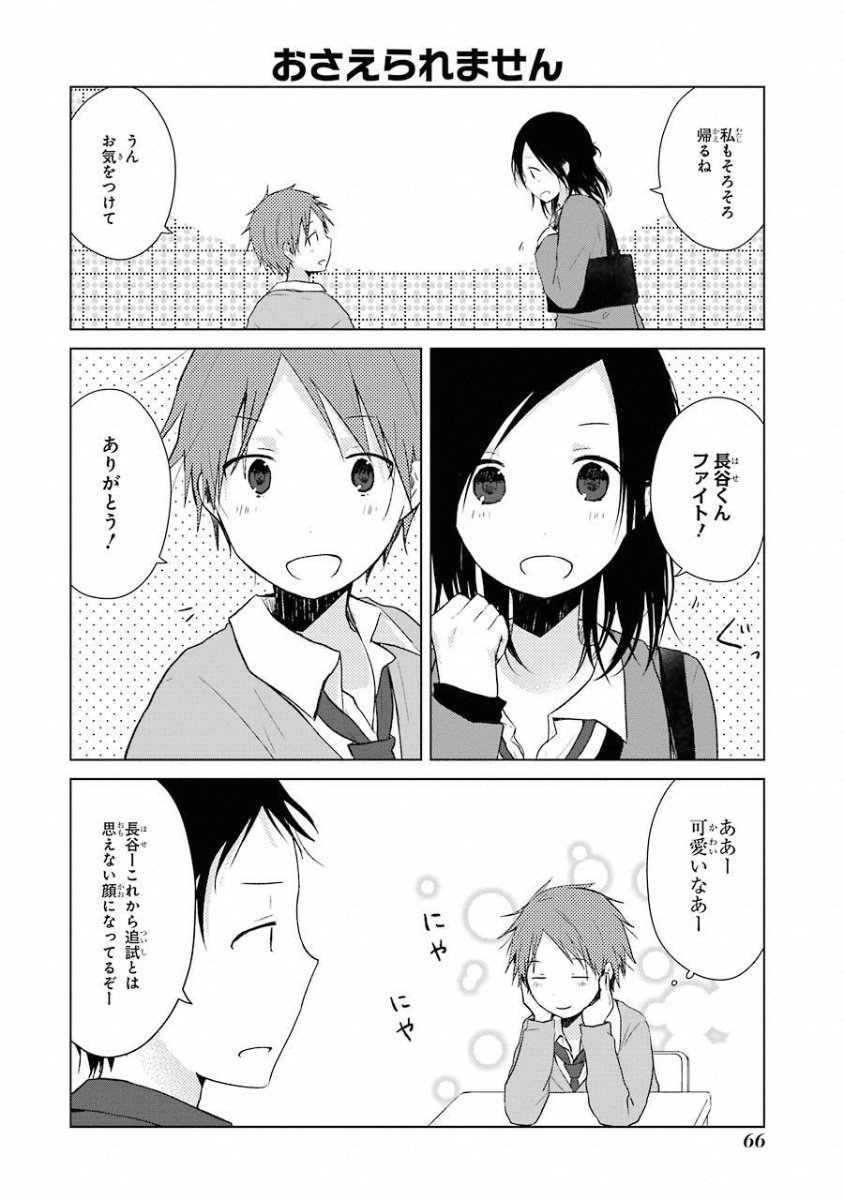 おさえられません
私もそろそろ
帰るね
うん
お気をつけて
長谷くん
ファイト！
ぐっ
ありがとう！
ああー
可愛いなあー
にや
にや
長谷ーこれから追試とは
思えない顔になってるぞー
66